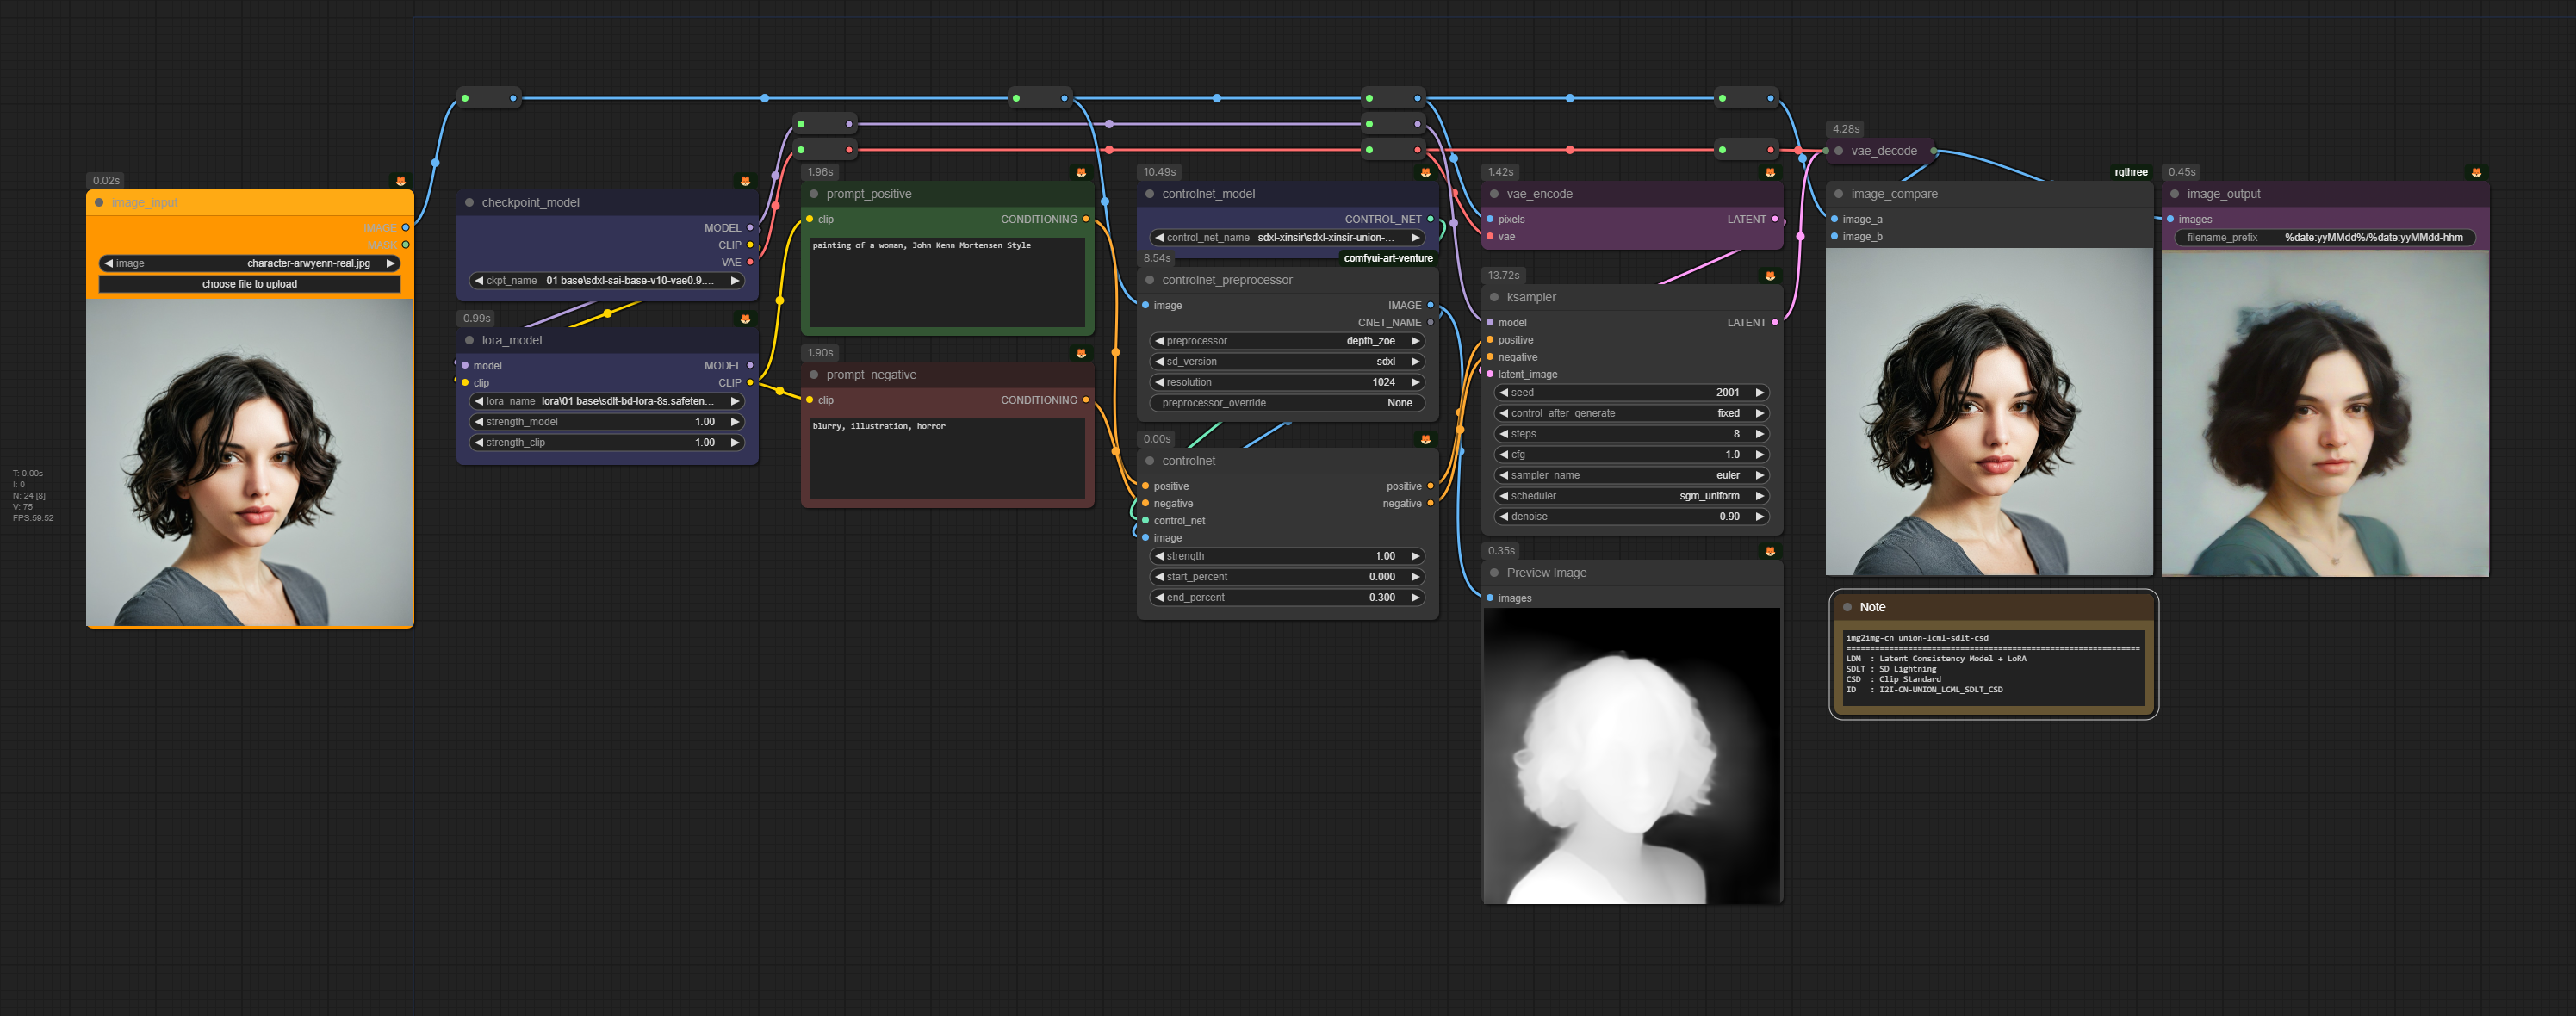 0.02s
image_input
IMAGE
MASK
image character-arwyenn-real.jpg
choose file to upload
T: 0.00s
I: 0
N: 24 [8]
V: 75
FPS:59.52
checkpoint_model
MODEL
CLIP
VAE
ckpt_name 01 base\sdxl-sai-base-v10-vae0.9....
0.99s
lora_model
model MODEL
clip CLIP
lora_name lora\01 base\sdlt-bd-lora-8s.safeten...
strength_model 1.00
strength_clip 1.00
1.96s
prompt_positive
clip CONDITIONING
painting of a woman, John Kenn Mortensen Style
1.90s
prompt_negative
clip CONDITIONING
blurry, illustration, horror
10.49s
controlnet_model
CONTROL_NET
control_net_name sdxl-xinsir\sdxl-xinsir-union-...
8.54s comfyui-art-venture
controlnet_preprocessor
image IMAGE
CNET_NAME
preprocessor depth_zoe
sd_version sdxl
resolution 1024
preprocessor_override None
0.00s
controlnet
positive positive
negative negative
control_net
image
strength 1.00
start_percent 0.000
end_percent 0.300
1.42s
vae_encode
pixels LATENT
vae
13.72s
ksampler
model LATENT
positive
negative
latent_image
seed 2001
control_after_generate fixed
steps 8
cfg 1.0
sampler_name euler
scheduler sgm_uniform
denoise 0.90
0.35s
Preview Image
images
4.28s
vae_decode
rgthree
image_compare
image_a
image_b
0.45s
image_output
images
filename_prefix %date:yyMMdd%/%date:yyMMdd-hhm
Note
img2img-cn union-lcml-sdlt-csd
LDM : Latent Consistency Model + LoRA
SDLT : SD Lightning
CSD : Clip Standard
ID : I2I-CN-UNION_LCML_SDLT_CSD